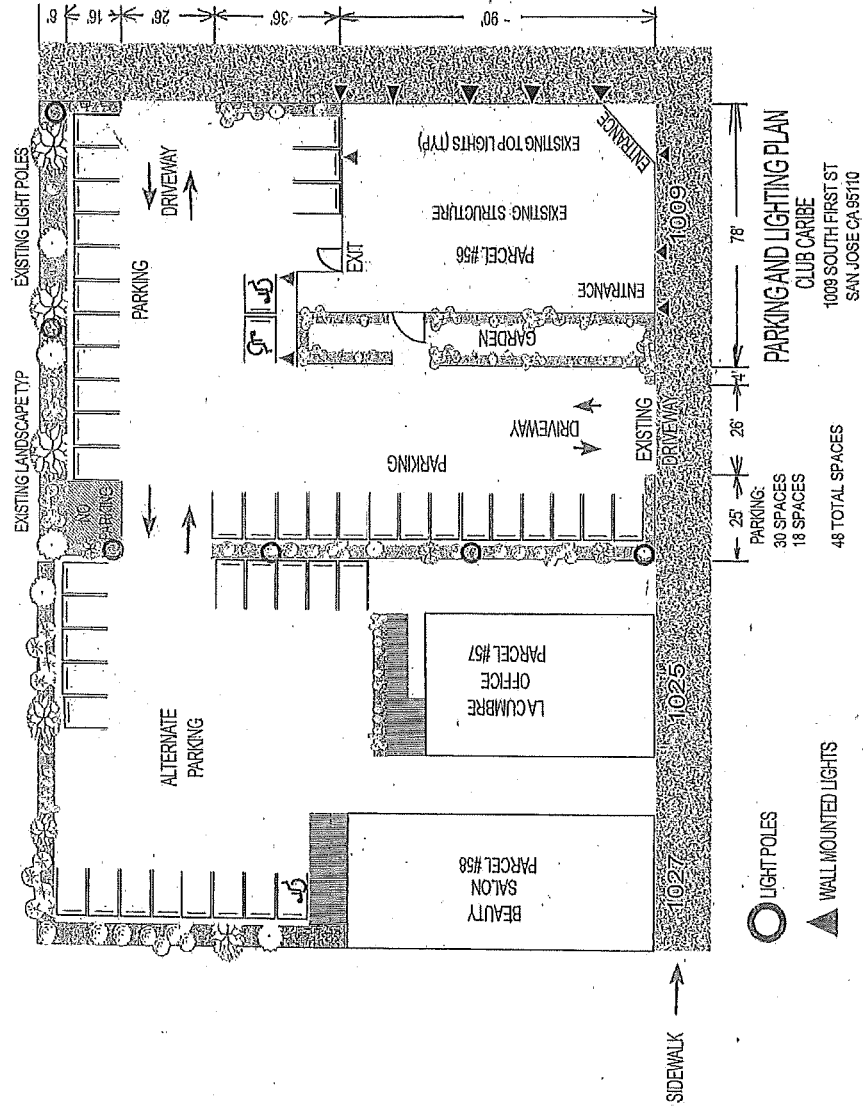 6'
16'
26'
36'
90'
EXISTING LIGHT POLES
EXISTING LANDSCAPE TYP
PARKING
DRIVEWAY
NO
PARKING
ALTERNATE
PARKING
EXIT
EXISTING TOP LIGHTS (TYP)
EXISTING STRUCTURE
PARCEL #56
ENTRANCE
ENTRANCE
GARDEN
PARKING
DRIVEWAY
EXISTING
DRIVEWAY
LA CUMBRE
OFFICE
PARCEL #57
BEAUTY
SALON
PARCEL #58
1009
1025
1027
SIDEWALK
78'
4'
26'
25'
PARKING:
30 SPACES
18 SPACES
48 TOTAL SPACES
PARKING AND LIGHTING PLAN
CLUB CARIBE
1009 SOUTH FIRST ST
SAN JOSE CA 95110
LIGHT POLES
WALL MOUNTED LIGHTS